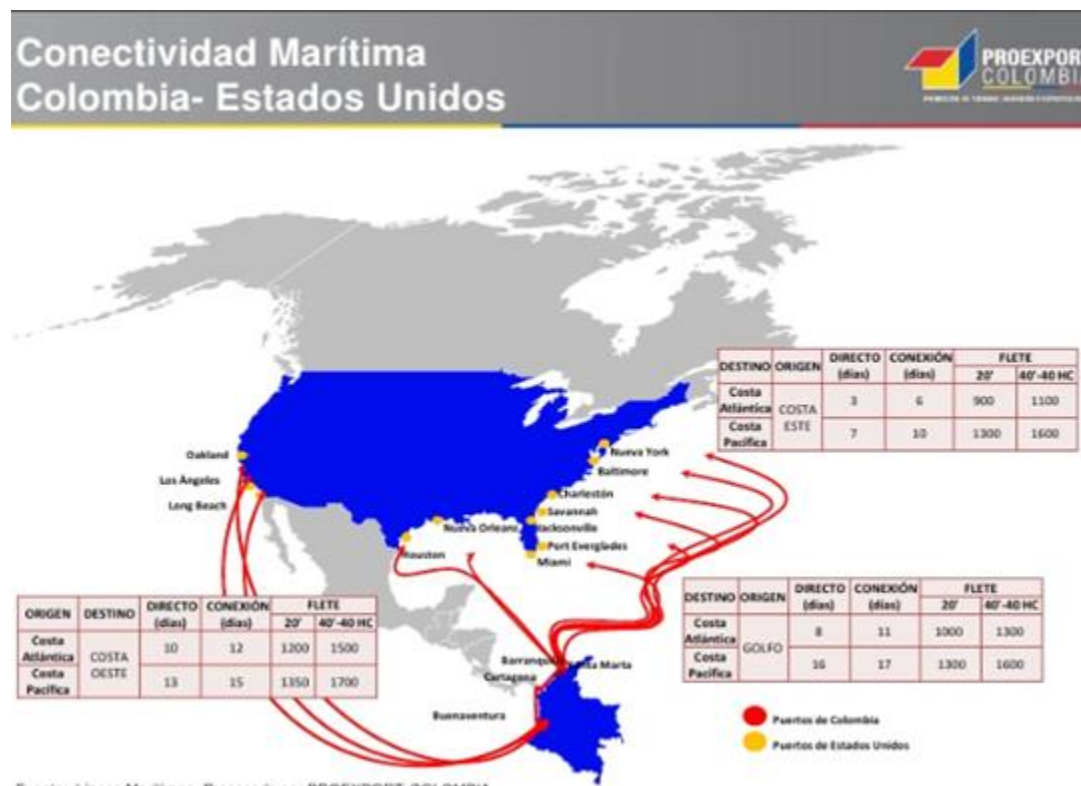 Conectividad Marítima
Colombia- Estados Unidos
PROEXPOR
COLOMBI
DESTINO ORIGEN DIRECTO (días) CONEXIÓN (días) FLETE 20' 40'-40 HC
Costa Atlántica COSTA ESTE 3 6 900 1100
Costa Pacífica 7 10 1300 1600
Oakland
Los Ángeles
Long Beach
Nueva York
Baltimore
Charlestón
Savannah
Nueva Orleans
Jacksonville
Houston
Port Everglades
Miami
DESTINO ORIGEN DIRECTO (días) CONEXIÓN (días) FLETE 20' 40'-40 HC
Costa Atlántica GOLFO 8 11 1000 1300
Costa Pacífica 16 17 1300 1600
ORIGEN DESTINO DIRECTO (días) CONEXIÓN (días) FLETE 20' 40'-40 HC
Costa Atlántica COSTA OESTE 10 12 1200 1500
Costa Pacífica 13 15 1350 1700
Marta
Cartagena
Buenaventura
Puertos de Colombia
Puertos de Estados Unidos